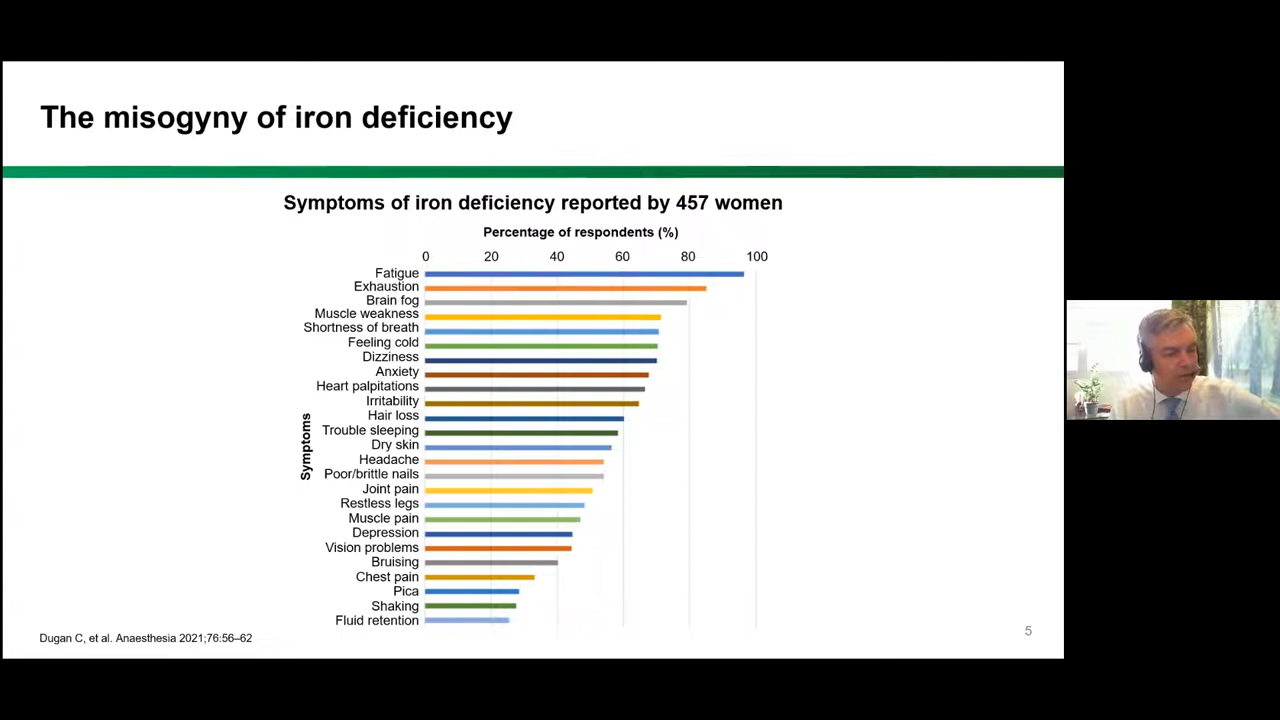 The misogyny of iron deficiency
Symptoms of iron deficiency reported by 457 women
Percentage of respondents (%)
0 20 40 60 80 100
Symptoms
Fatigue
Exhaustion
Brain fog
Muscle weakness
Shortness of breath
Feeling cold
Dizziness
Anxiety
Heart palpitations
Irritability
Hair loss
Trouble sleeping
Dry skin
Headache
Poor/brittle nails
Joint pain
Restless legs
Muscle pain
Depression
Vision problems
Bruising
Chest pain
Pica
Shaking
Fluid retention
Dugan C, et al. Anaesthesia 2021;76:56–62
5